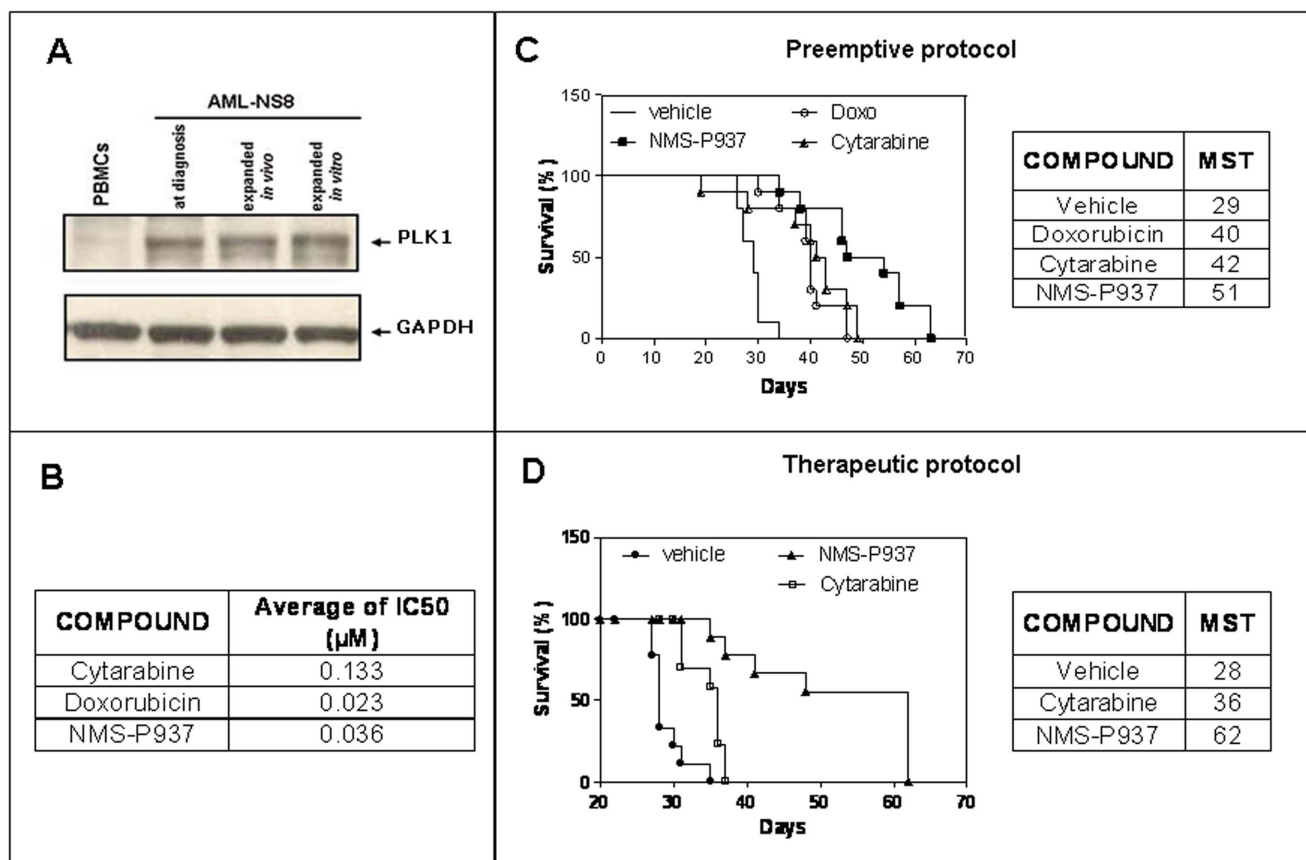 A
AML-NS8
PBMCs
at diagnosis
expanded
in vivo
expanded
in vitro
PLK1
GAPDH
B
COMPOUND Average of IC50
(µM)
Cytarabine 0.133
Doxorubicin 0.023
NMS-P937 0.036
C
Preemptive protocol
150
100
50
0
Survival (%)
vehicle Doxo
NMS-P937 Cytarabine
0 10 20 30 40 50 60 70
Days
COMPOUND MST
Vehicle 29
Doxorubicin 40
Cytarabine 42
NMS-P937 51
D
Therapeutic protocol
150
100
50
0
Survival (%)
vehicle NMS-P937
Cytarabine
20 30 40 50 60 70
Days
COMPOUND MST
Vehicle 28
Cytarabine 36
NMS-P937 62